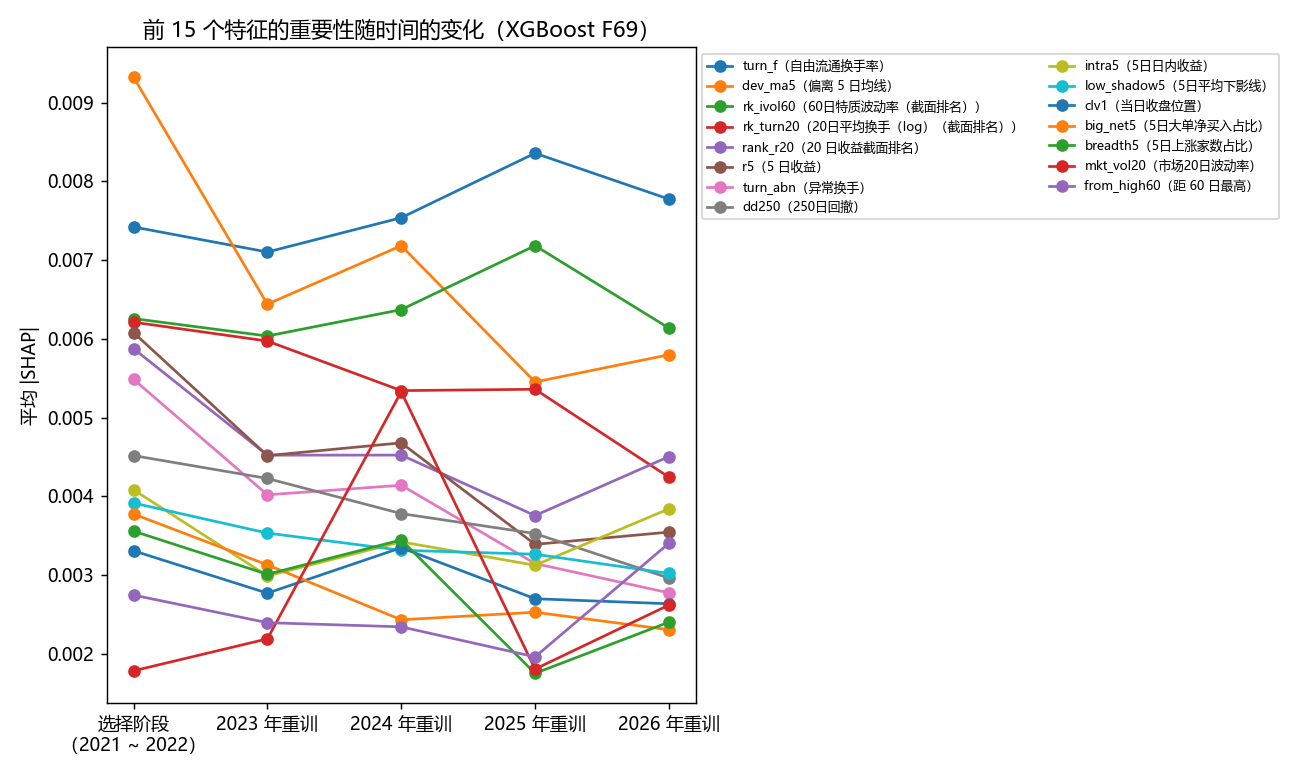 前 15 个特征的重要性随时间的变化（XGBoost F69）
平均 |SHAP|
0.009
0.008
0.007
0.006
0.005
0.004
0.003
0.002
选择阶段
（2021 ~ 2022）
2023 年重训
2024 年重训
2025 年重训
2026 年重训
turn_f（自由流通换手率）
dev_ma5（偏离 5 日均线）
rk_ivol60（60日特质波动率（截面排名））
rk_turn20（20日平均换手（log）（截面排名））
rank_r20（20 日收益截面排名）
r5（5 日收益）
turn_abn（异常换手）
dd250（250日回撤）
intra5（5日日内收益）
low_shadow5（5日平均下影线）
clv1（当日收盘位置）
big_net5（5日大单净买入占比）
breadth5（5日上涨家数占比）
mkt_vol20（市场20日波动率）
from_high60（距 60 日最高）